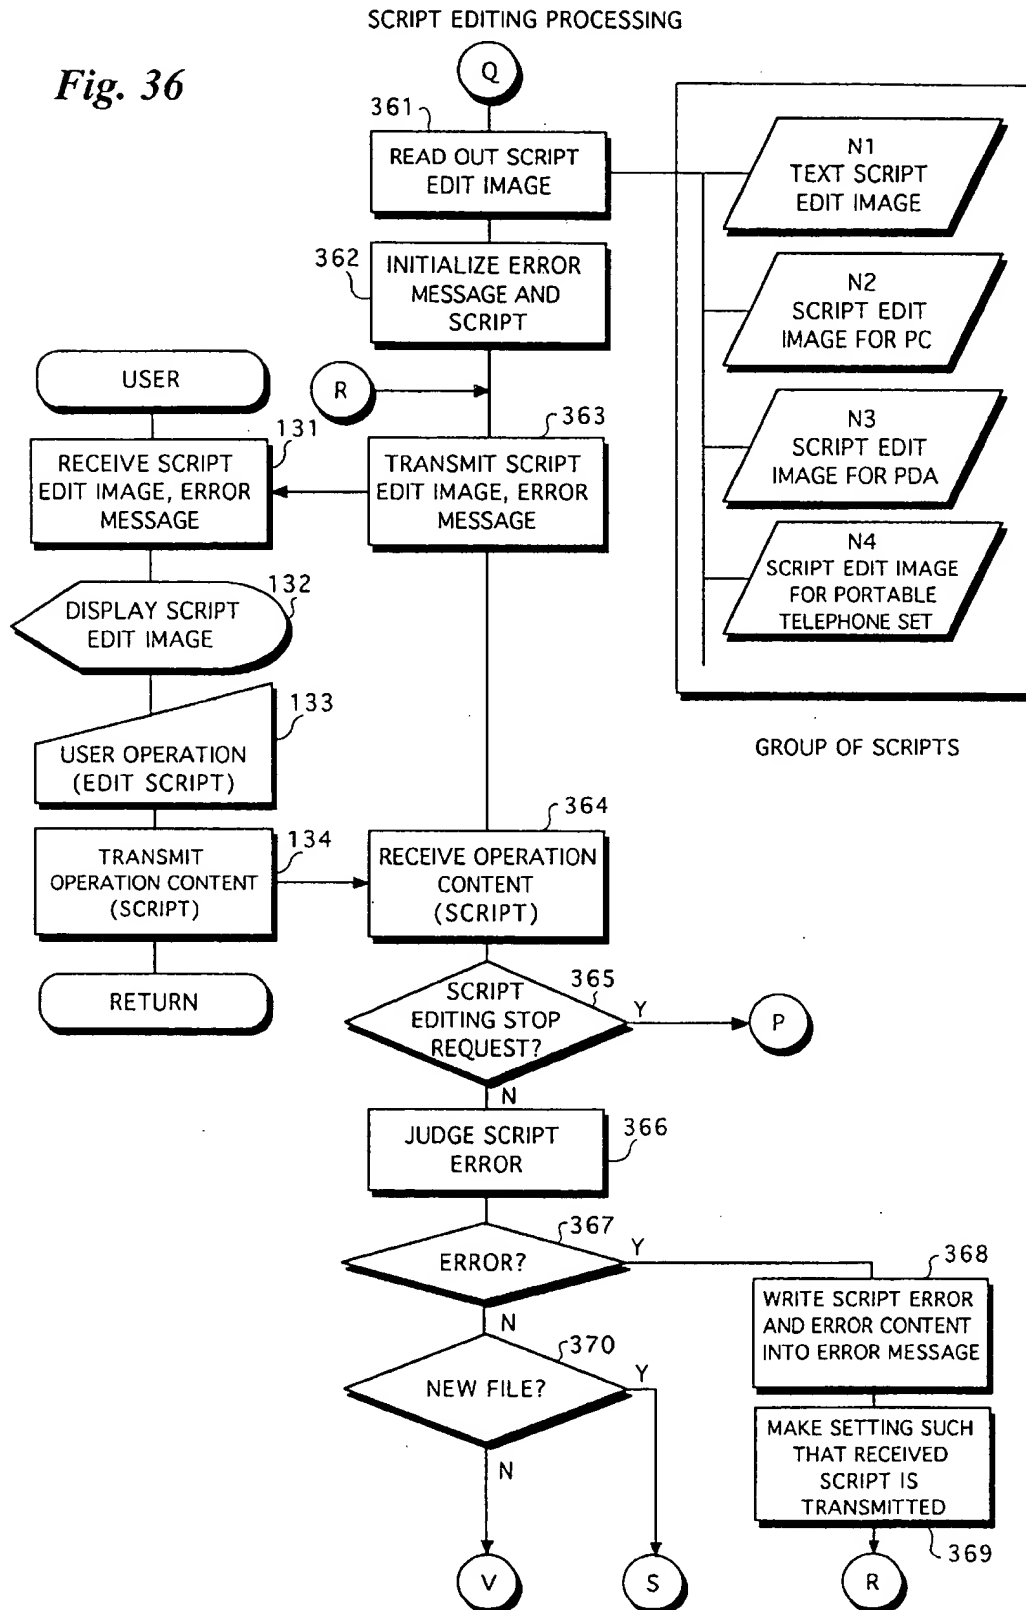 SCRIPT EDITING PROCESSING
Fig. 36
Q
361
READ OUT SCRIPT
EDIT IMAGE
N1
TEXT SCRIPT
EDIT IMAGE
362
INITIALIZE ERROR
MESSAGE AND
SCRIPT
N2
SCRIPT EDIT
IMAGE FOR PC
USER
R
131
RECEIVE SCRIPT
EDIT IMAGE, ERROR
MESSAGE
363
TRANSMIT SCRIPT
EDIT IMAGE, ERROR
MESSAGE
N3
SCRIPT EDIT
IMAGE FOR PDA
N4
SCRIPT EDIT IMAGE
FOR PORTABLE
TELEPHONE SET
132
DISPLAY SCRIPT
EDIT IMAGE
133
USER OPERATION
(EDIT SCRIPT)
GROUP OF SCRIPTS
134
TRANSMIT
OPERATION CONTENT
(SCRIPT)
364
RECEIVE OPERATION
CONTENT
(SCRIPT)
RETURN
365
SCRIPT
EDITING STOP
REQUEST?
Y
P
N
366
JUDGE SCRIPT
ERROR
367
ERROR?
Y
N
368
WRITE SCRIPT ERROR
AND ERROR CONTENT
INTO ERROR MESSAGE
370
NEW FILE?
Y
N
MAKE SETTING SUCH
THAT RECEIVED
SCRIPT IS
TRANSMITTED
369
V
S
R